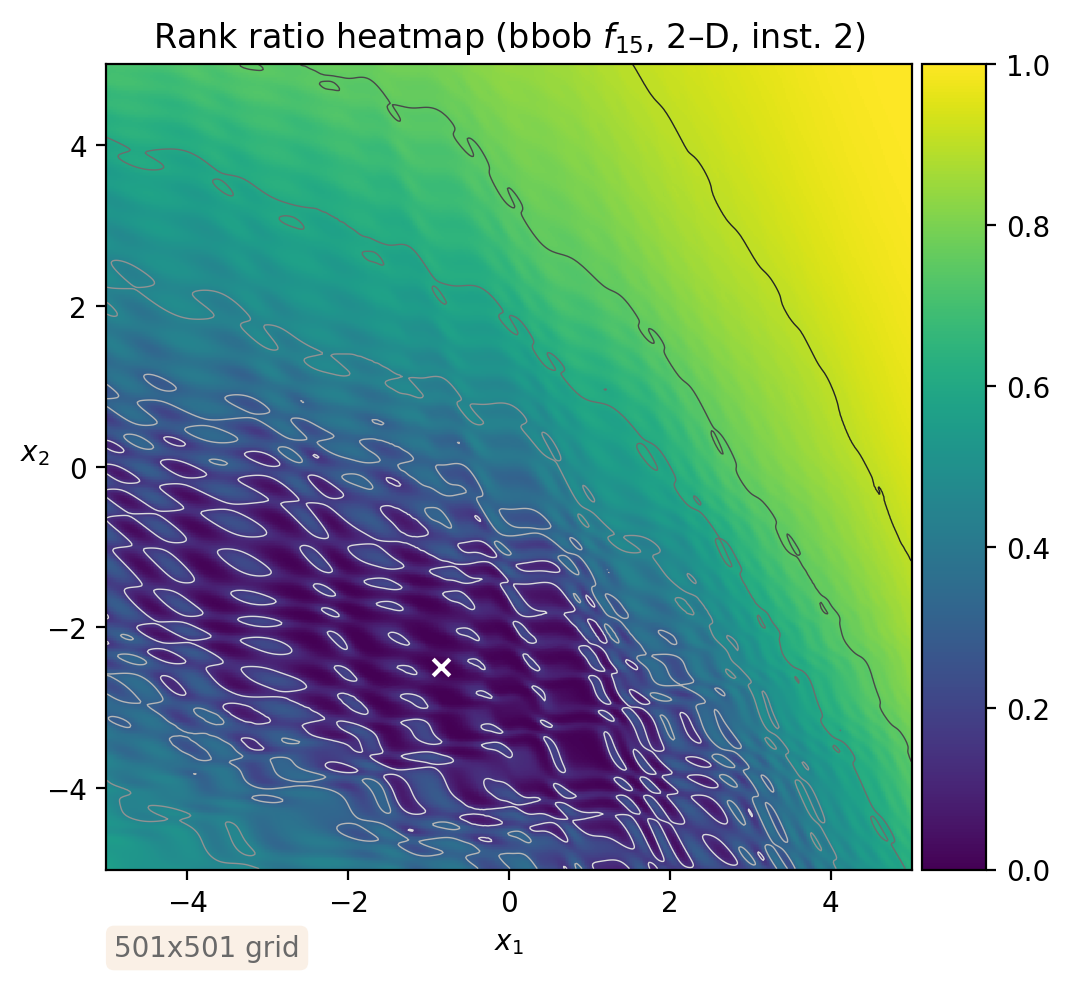 Rank ratio heatmap (bbob f₁₅, 2–D, inst. 2)
4
2
0
−2
−4
x₂
−4 −2 0 2 4
x₁
1.0
0.8
0.6
0.4
0.2
0.0
501x501 grid